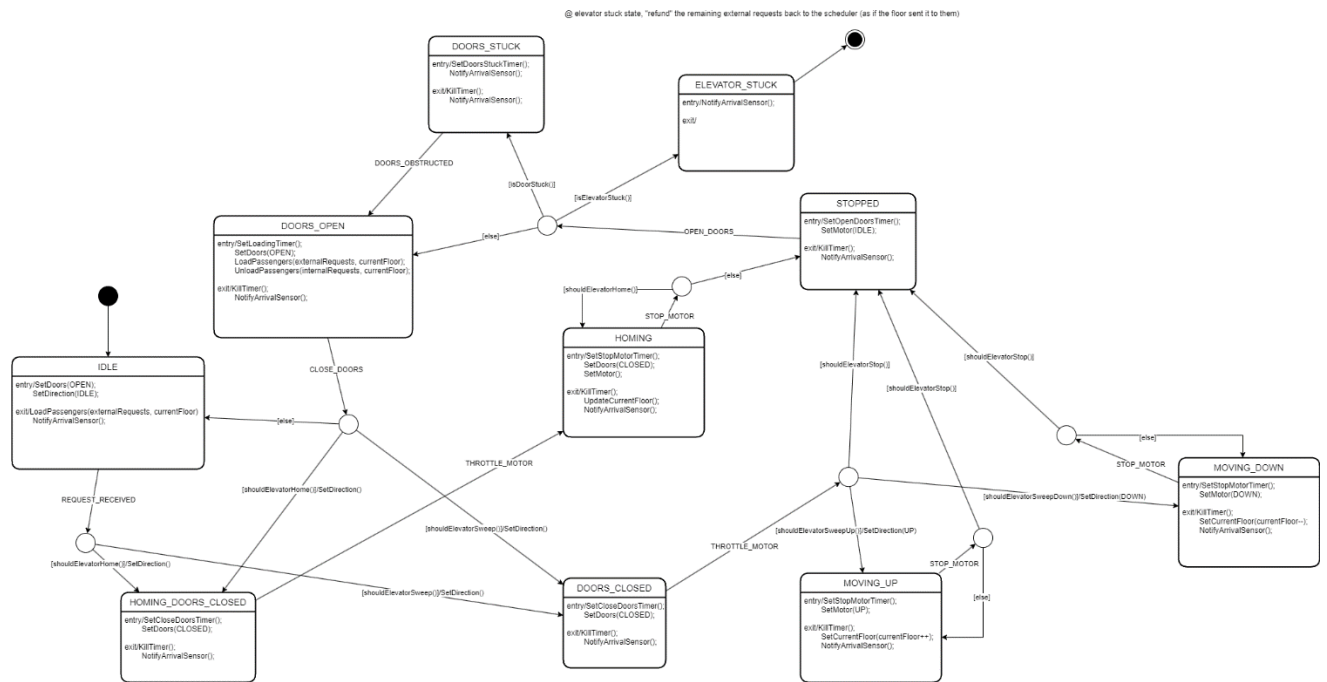 @ elevator stuck state, "refund" the remaining external requests back to the scheduler (as if the floor sent it to them)
DOORS_STUCK
entry/SetDoorsStuckTimer();
NotifyArrivalSensor();
exit/KillTimer();
NotifyArrivalSensor();
ELEVATOR_STUCK
entry/NotifyArrivalSensor();
exit/
DOORS_OBSTRUCTED
[isDoorStuck()]
[isElevatorStuck()]
STOPPED
entry/SetOpenDoorsTimer();
SetMotor(IDLE);
exit/KillTimer();
NotifyArrivalSensor();
OPEN_DOORS
[else]
DOORS_OPEN
entry/SetLoadingTimer();
SetDoors(OPEN);
LoadPassengers(externalRequests, currentFloor);
UnloadPassengers(internalRequests, currentFloor);
exit/KillTimer();
NotifyArrivalSensor();
[else]
[shouldElevatorHome()]
STOP_MOTOR
HOMING
entry/SetStopMotorTimer();
SetDoors(CLOSED);
SetMotor();
exit/KillTimer();
UpdateCurrentFloor();
NotifyArrivalSensor();
IDLE
entry/SetDoors(OPEN);
SetDirection(IDLE);
exit/LoadPassengers(externalRequests, currentFloor)
NotifyArrivalSensor();
CLOSE_DOORS
[else]
[shouldElevatorStop()]
[shouldElevatorStop()]
[shouldElevatorStop()]
[else]
STOP_MOTOR
MOVING_DOWN
entry/SetStopMotorTimer();
SetMotor(DOWN);
exit/KillTimer();
SetCurrentFloor(currentFloor--);
NotifyArrivalSensor();
THROTTLE_MOTOR
REQUEST_RECEIVED
[shouldElevatorHome()]/SetDirection()
[shouldElevatorSweep()]/SetDirection()
[shouldElevatorSweepDown()]/SetDirection(DOWN)
[shouldElevatorSweepUp()]/SetDirection(UP)
THROTTLE_MOTOR
[shouldElevatorHome()]/SetDirection()
[shouldElevatorSweep()]/SetDirection()
STOP_MOTOR
[else]
HOMING_DOORS_CLOSED
entry/SetCloseDoorsTimer();
SetDoors(CLOSED);
exit/KillTimer();
NotifyArrivalSensor();
DOORS_CLOSED
entry/SetCloseDoorsTimer();
SetDoors(CLOSED);
exit/KillTimer();
NotifyArrivalSensor();
MOVING_UP
entry/SetStopMotorTimer();
SetMotor(UP);
exit/KillTimer();
SetCurrentFloor(currentFloor++);
NotifyArrivalSensor();